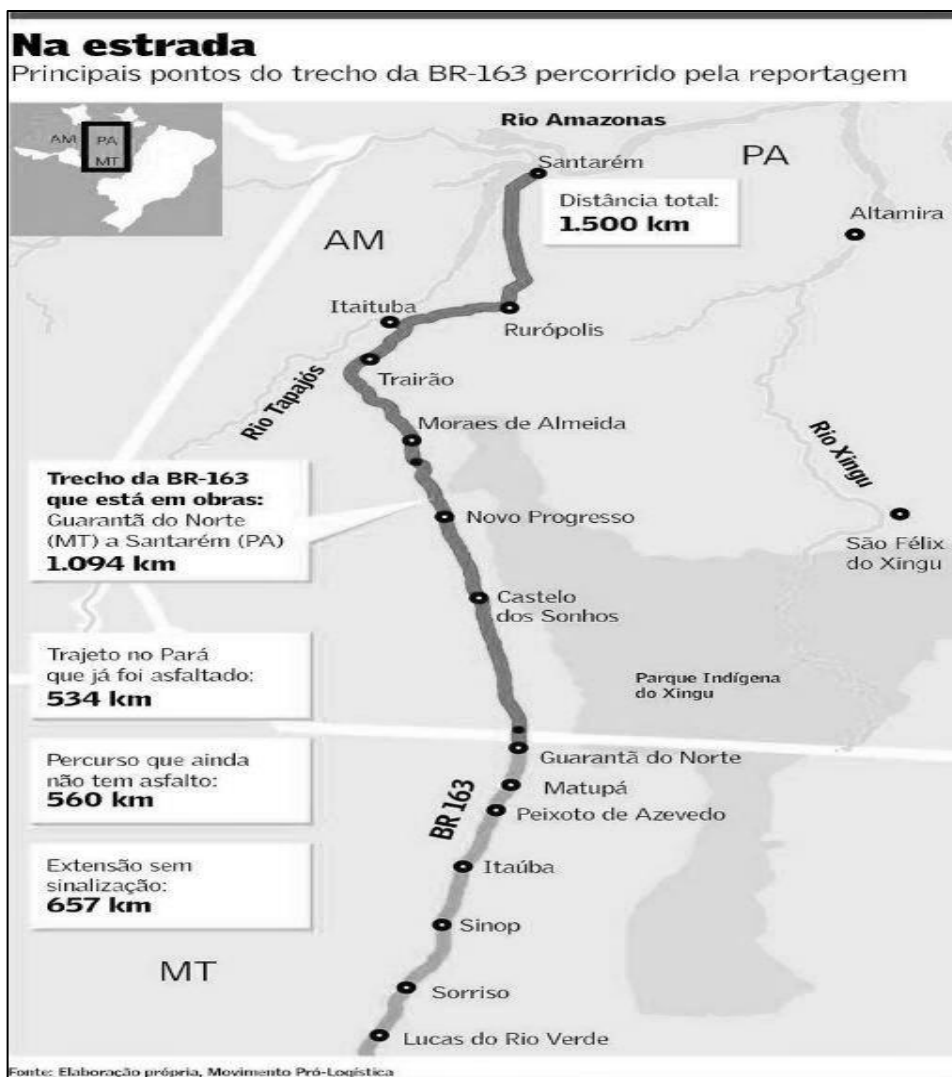 Na estrada
Principais pontos do trecho da BR-163 percorrido pela reportagem
AM
PA
MT
Rio Amazonas
Santarém
PA
Distância total:
1.500 km
Altamira
AM
Itaituba
Rurópolis
Trairão
Rio Tapajós
Moraes de Almeida
Rio Xingu
Trecho da BR-163
que está em obras:
Guarantã do Norte
(MT) a Santarém (PA)
1.094 km
Novo Progresso
São Félix
do Xingu
Castelo
dos Sonhos
Trajeto no Pará
que já foi asfaltado:
534 km
Parque Indígena
do Xingu
Guarantã do Norte
Percurso que ainda
não tem asfalto:
560 km
Matupá
BR 163
Peixoto de Azevedo
Extensão sem
sinalização:
657 km
Itaúba
Sinop
MT
Sorriso
Lucas do Rio Verde
Fonte: Elaboração própria, Movimento Pró-Logística